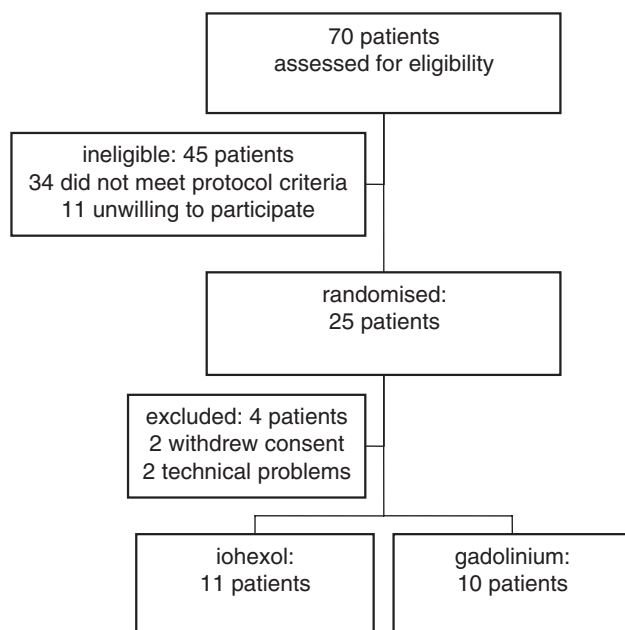 70 patients
assessed for eligibility
ineligible: 45 patients
34 did not meet protocol criteria
11 unwilling to participate
randomised:
25 patients
excluded: 4 patients
2 withdrew consent
2 technical problems
iohexol:
11 patients
gadolinium:
10 patients